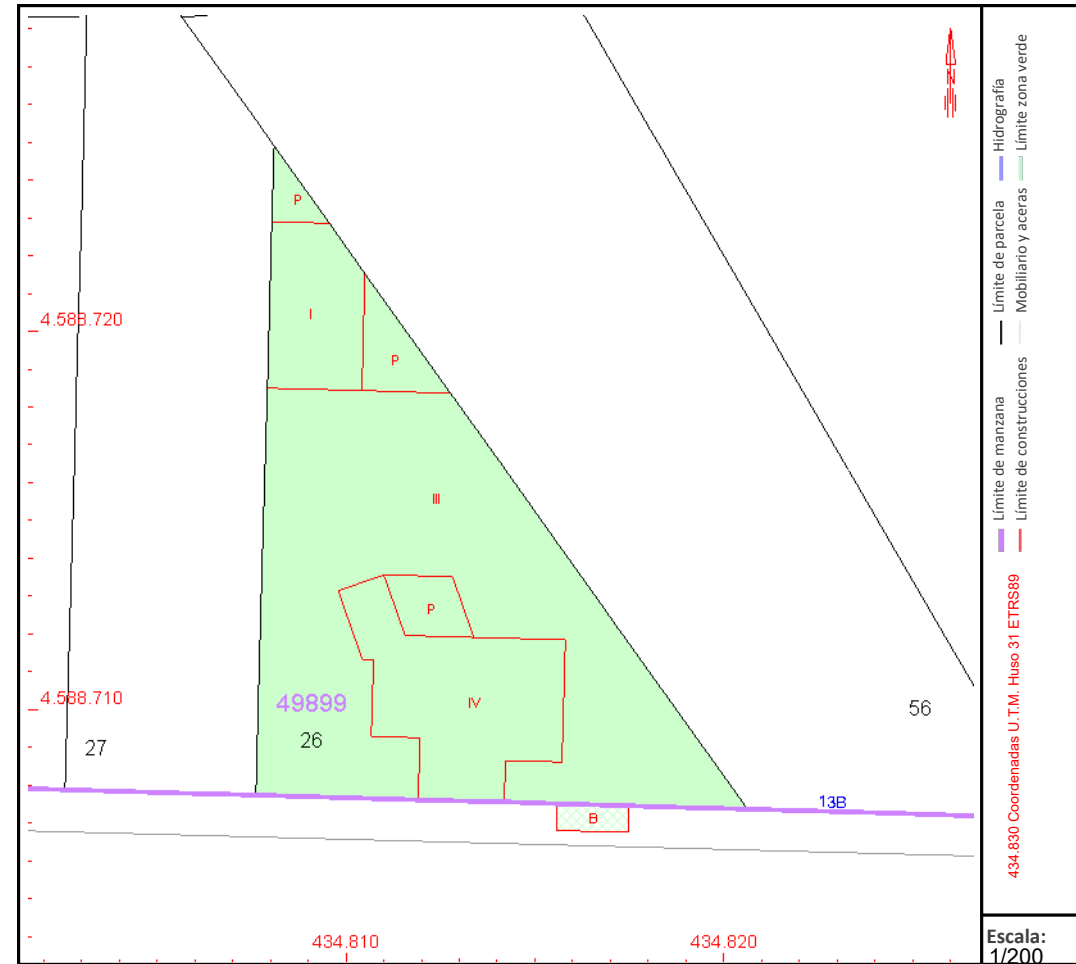 N
P
4.588.720
I
P
III
P
4.588.710
49899
IV
56
26
27
13B
B
434.810
434.820
Hidrografía
Límite zona verde
Límite de parcela
Mobiliario y aceras
Límite de manzana
Límite de construcciones
434.830 Coordenadas U.T.M. Huso 31 ETRS89
Escala:
1/200